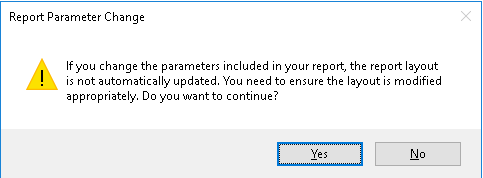 Report Parameter Change
If you change the parameters included in your report, the report layout
is not automatically updated. You need to ensure the layout is modified
appropriately. Do you want to continue?
Yes
No